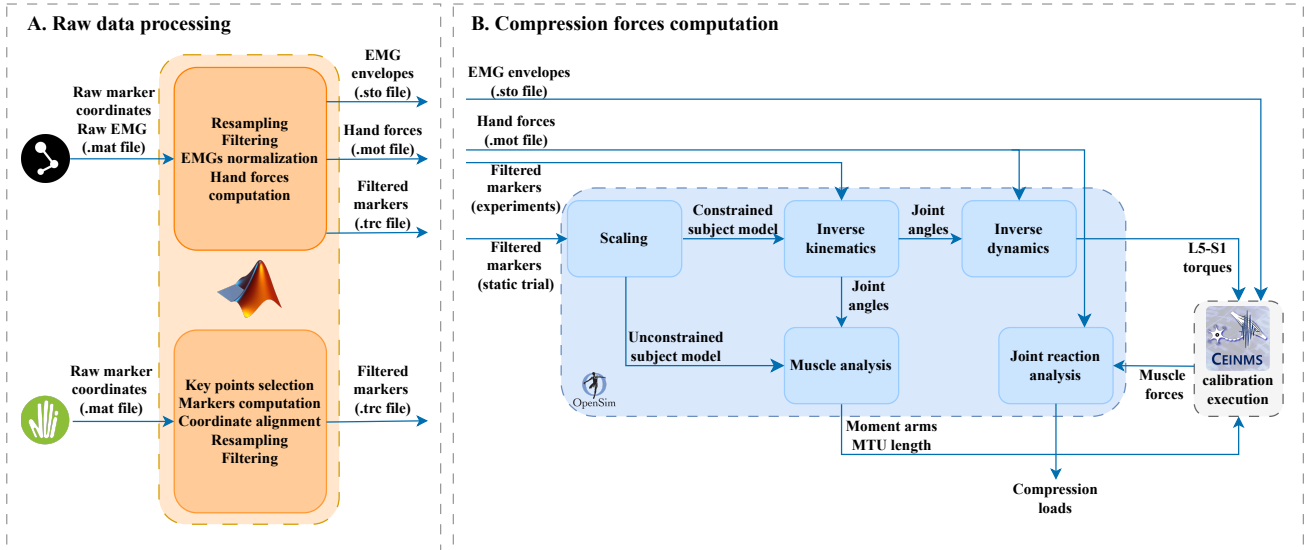 A. Raw data processing
Raw marker
coordinates
Raw EMG
(.mat file)
Resampling
Filtering
EMGs normalization
Hand forces
computation
EMG
envelopes
(.sto file)
Hand forces
(.mot file)
Filtered
markers
(.trc file)
Raw marker
coordinates
(.mat file)
Key points selection
Markers computation
Coordinate alignment
Resampling
Filtering
Filtered
markers
(.trc file)
B. Compression forces computation
EMG envelopes
(.sto file)
Hand forces
(.mot file)
Filtered
markers
(experiments)
Filtered
markers
(static trial)
Scaling
Constrained
subject model
Inverse
kinematics
Joint
angles
Inverse
dynamics
L5-S1
torques
Joint
angles
Unconstrained
subject model
Muscle analysis
Joint reaction
analysis
Muscle
forces
CEINMS
calibration
execution
OpenSim
Moment arms
MTU length
Compression
loads